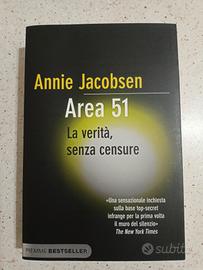 Annie Jacobsen
Area 51
La verità,
senza censure
«Una sensazionale inchiesta
sulla base top-secret
infrange per la prima volta
il muro del silenzio»
The New York Times
PIEMME BESTSELLER
subito